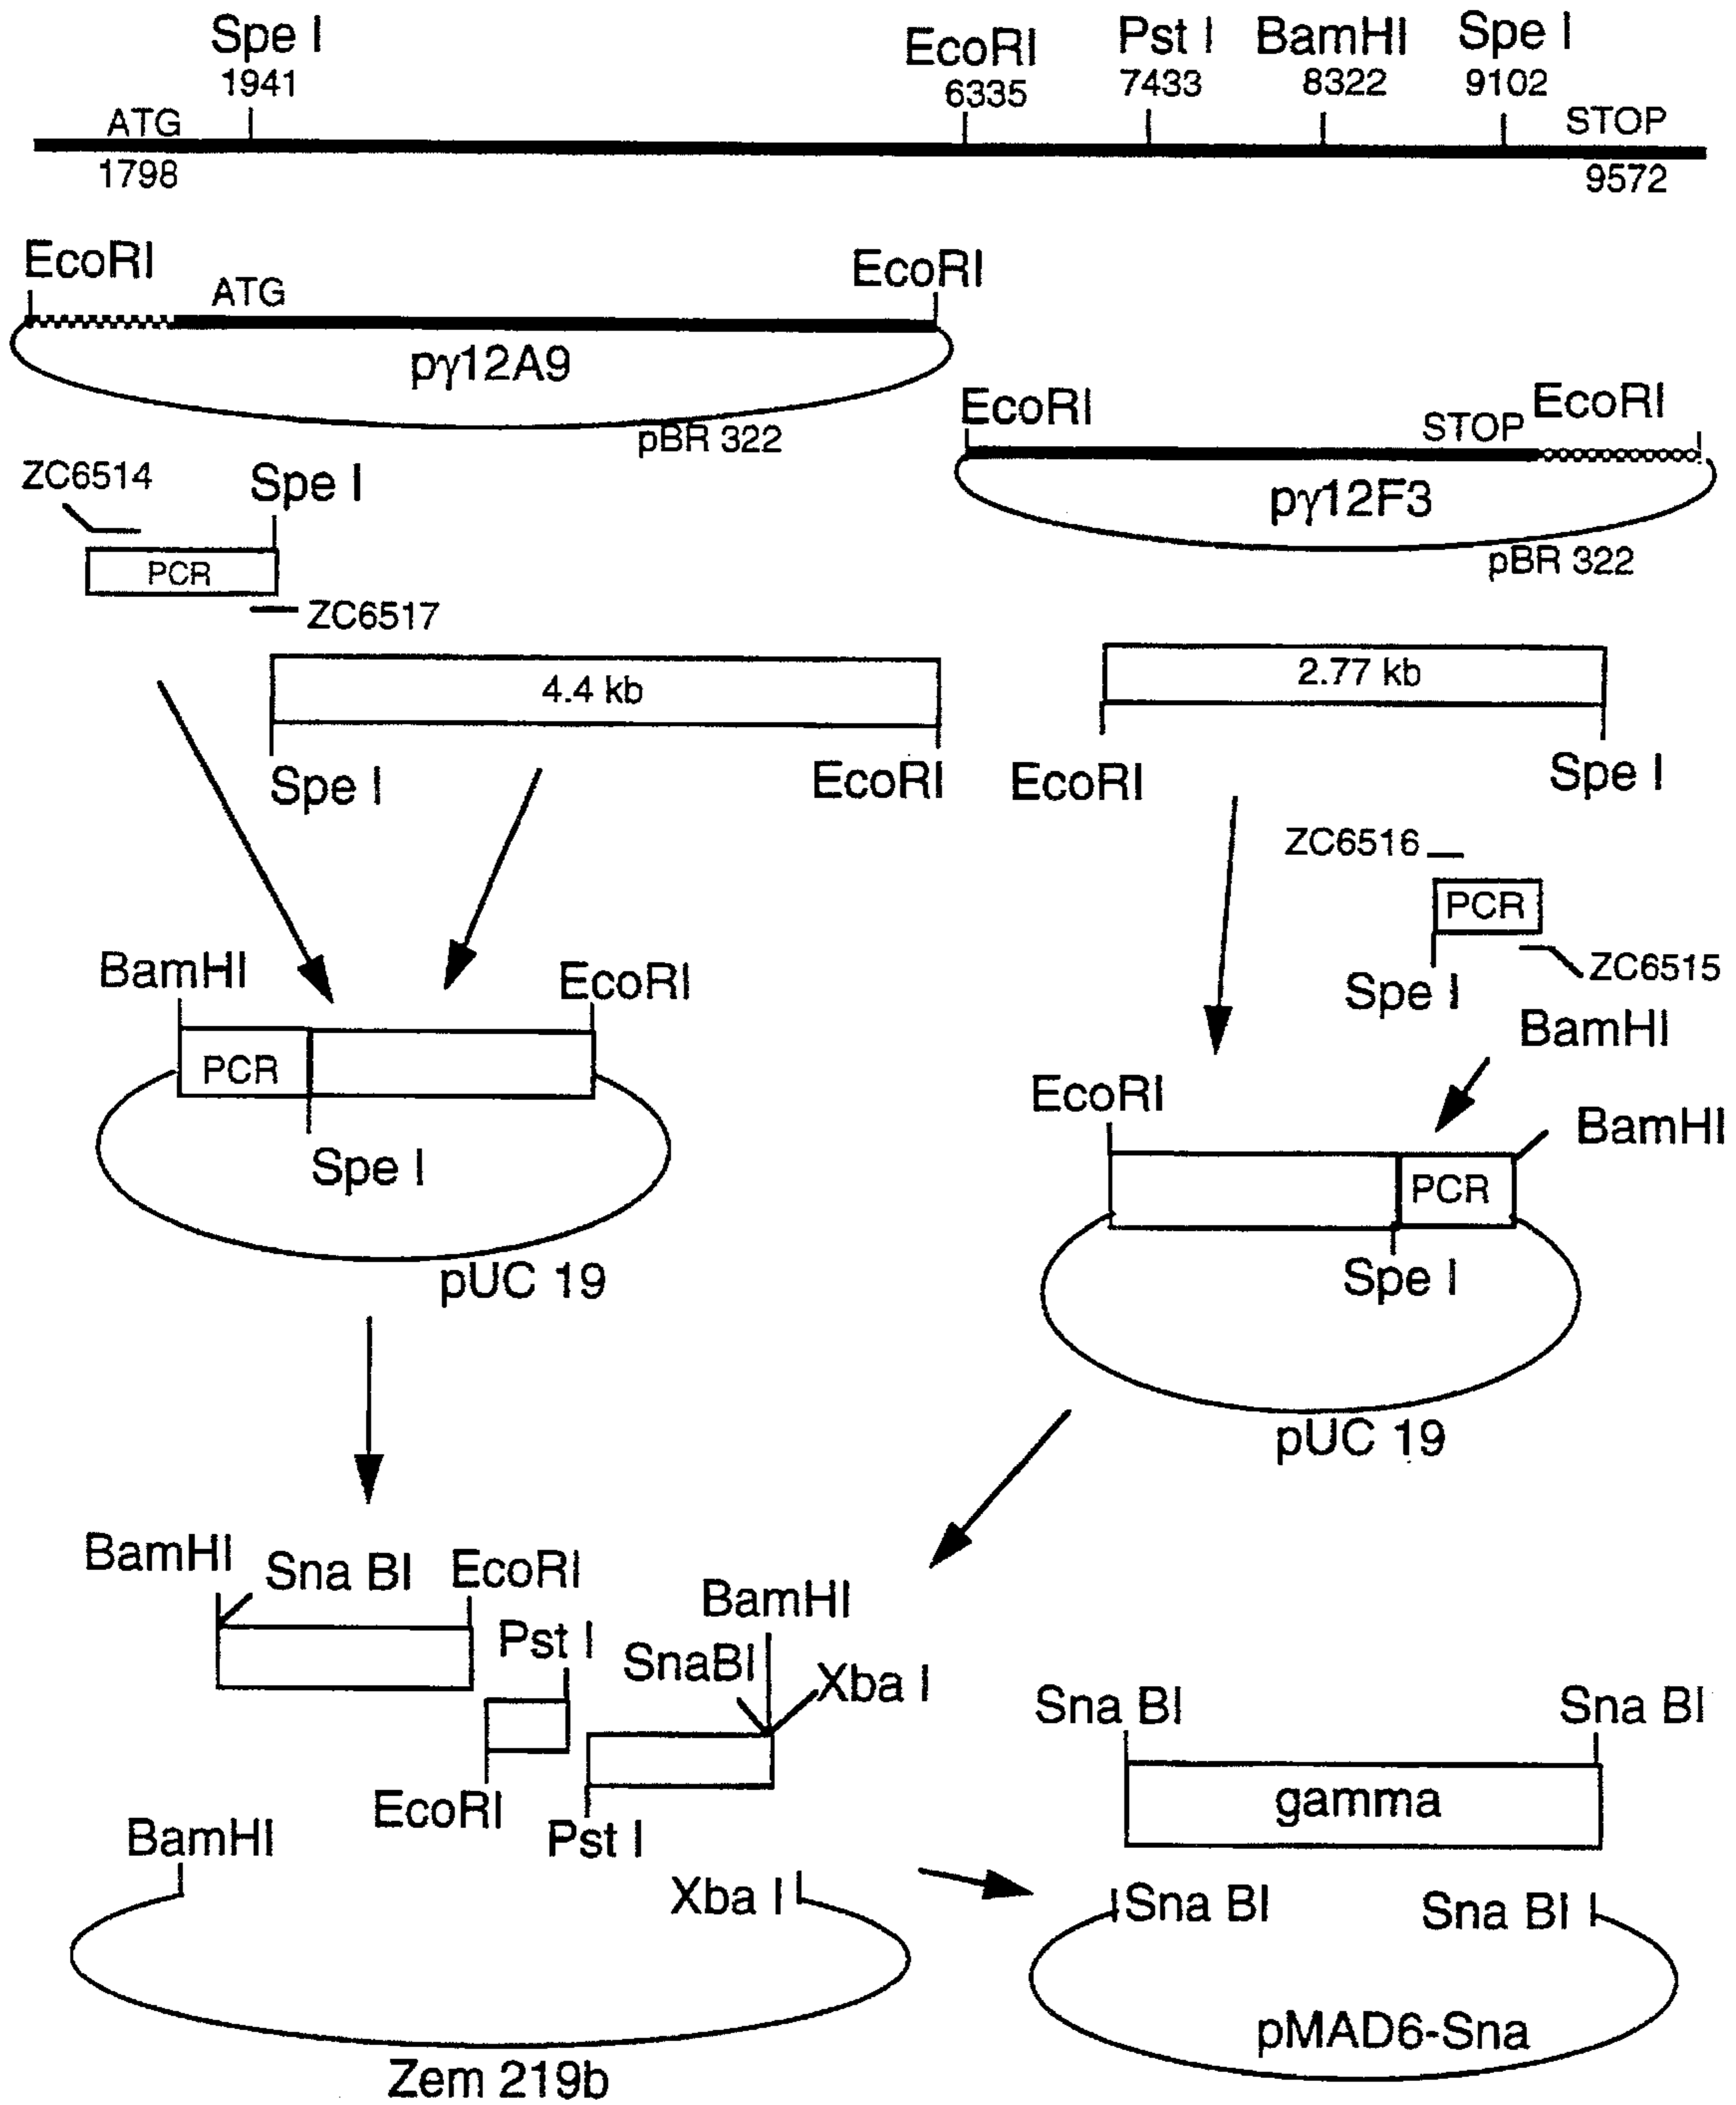 Spe I
1941
EcoRI
6335
Pst I
7433
BamHI
8322
Spe I
9102
ATG
1798
STOP
9572
EcoRI
ATG
EcoRI
pγ12A9
pBR 322
EcoRI
STOP
EcoRI
pγ12F3
pBR 322
ZC6514
Spe I
PCR
ZC6517
4.4 kb
Spe I
EcoRI
2.77 kb
EcoRI
Spe I
ZC6516
PCR
Spe I
ZC6515
BamHI
BamHI
EcoRI
PCR
Spe I
pUC 19
EcoRI
BamHI
PCR
Spe I
pUC 19
BamHI
Sna BI
EcoRI
Pst I
EcoRI
BamHI
SnaBI
Xba I
Pst I
BamHI
Xba I
Zem 219b
Sna BI
Sna BI
gamma
Sna BI
Sna BI
pMAD6-Sna